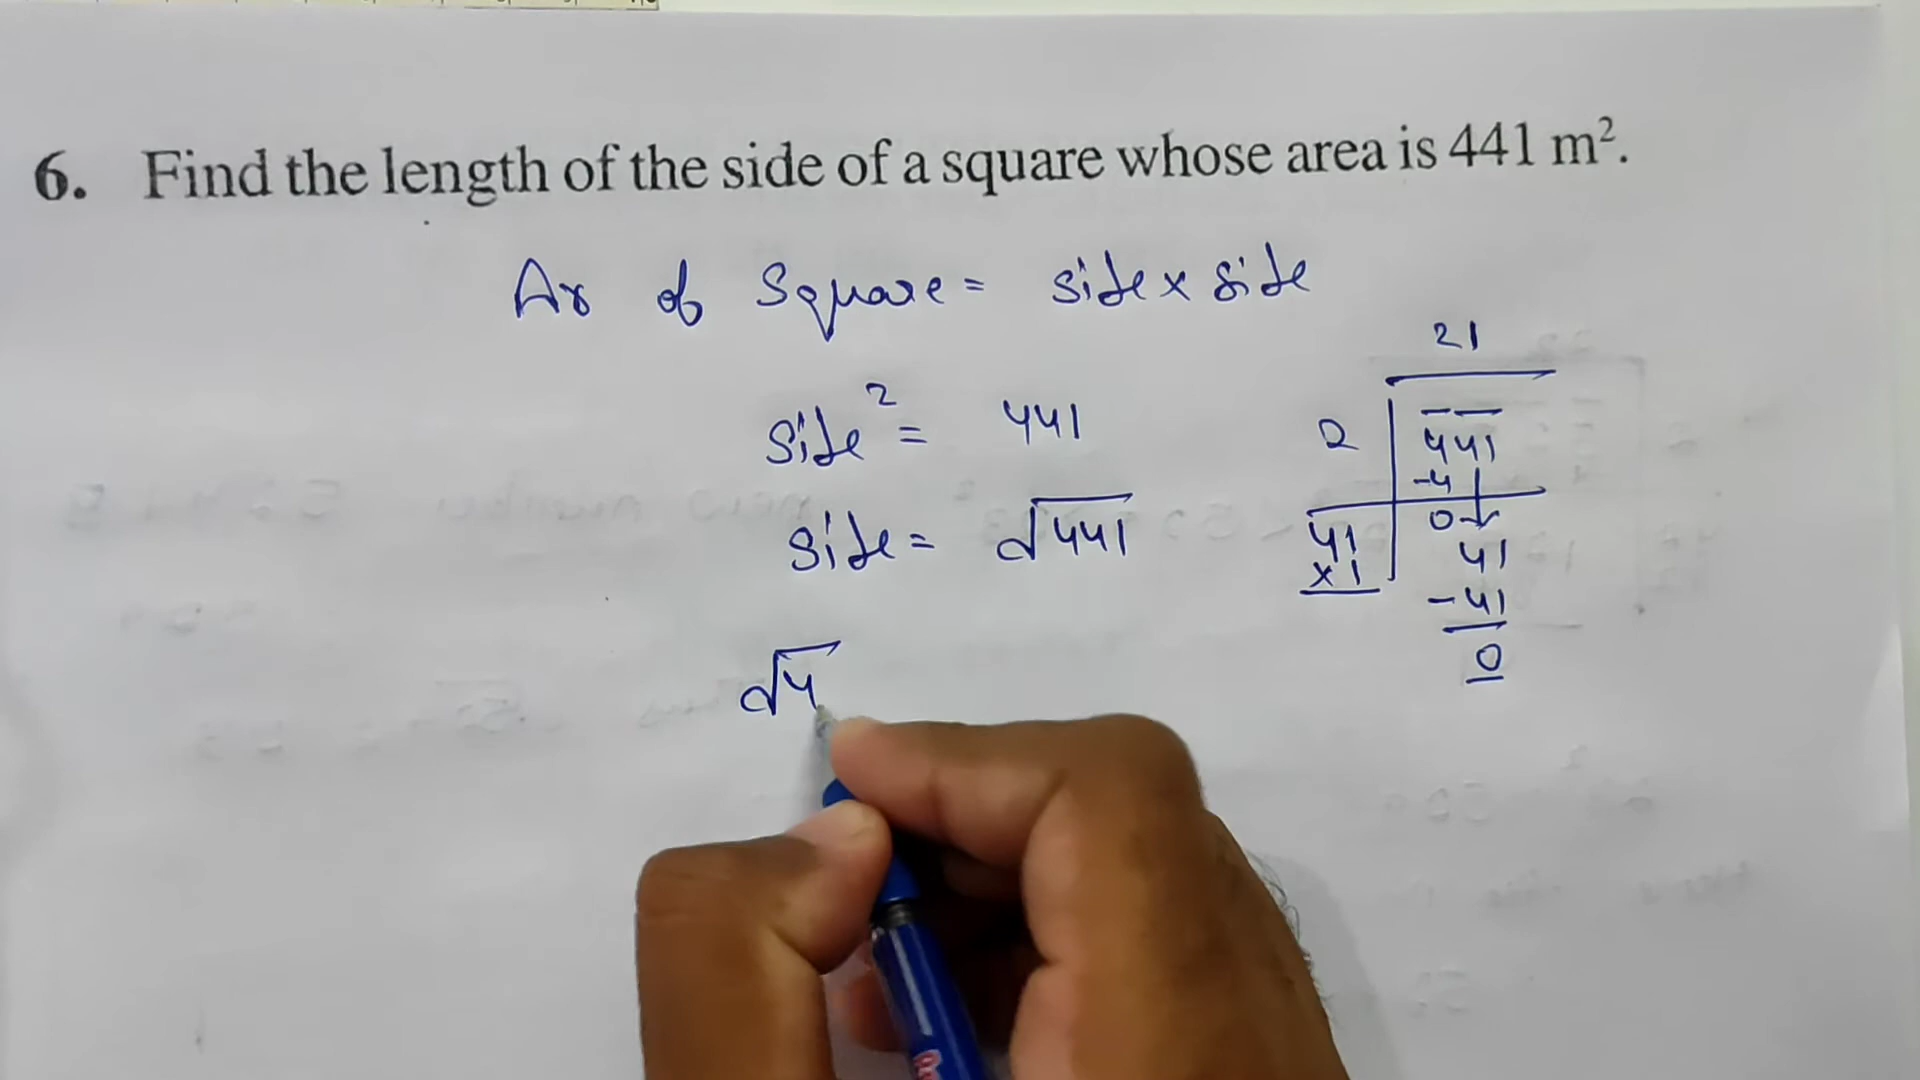 6. Find the length of the side of a square whose area is 441 m².
Ar of Square = side x side
side² = 441
side = √441
√4
21
2 441
-4
0
41 41
x1
-41
0